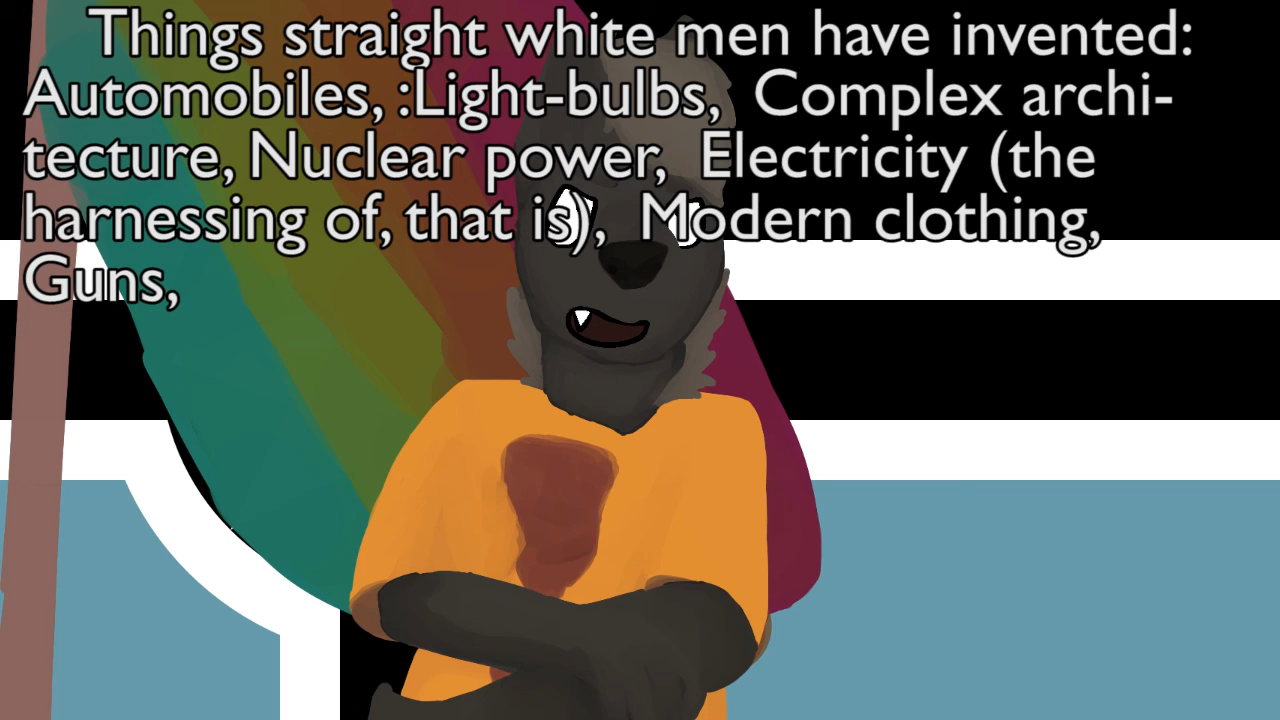 Things straight white men have invented:
Automobiles, :Light-bulbs, Complex archi-
tecture, Nuclear power, Electricity (the
harnessing of, that is), Modern clothing,
Guns,